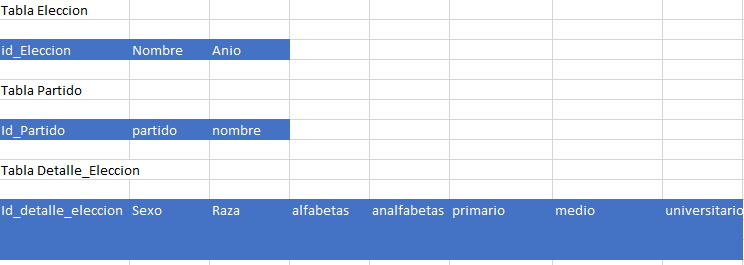 Tabla Eleccion
id_Eleccion Nombre Anio
Tabla Partido
Id_Partido partido nombre
Tabla Detalle_Eleccion
Id_detalle_eleccion Sexo Raza alfabetas analfabetas primario medio universitario